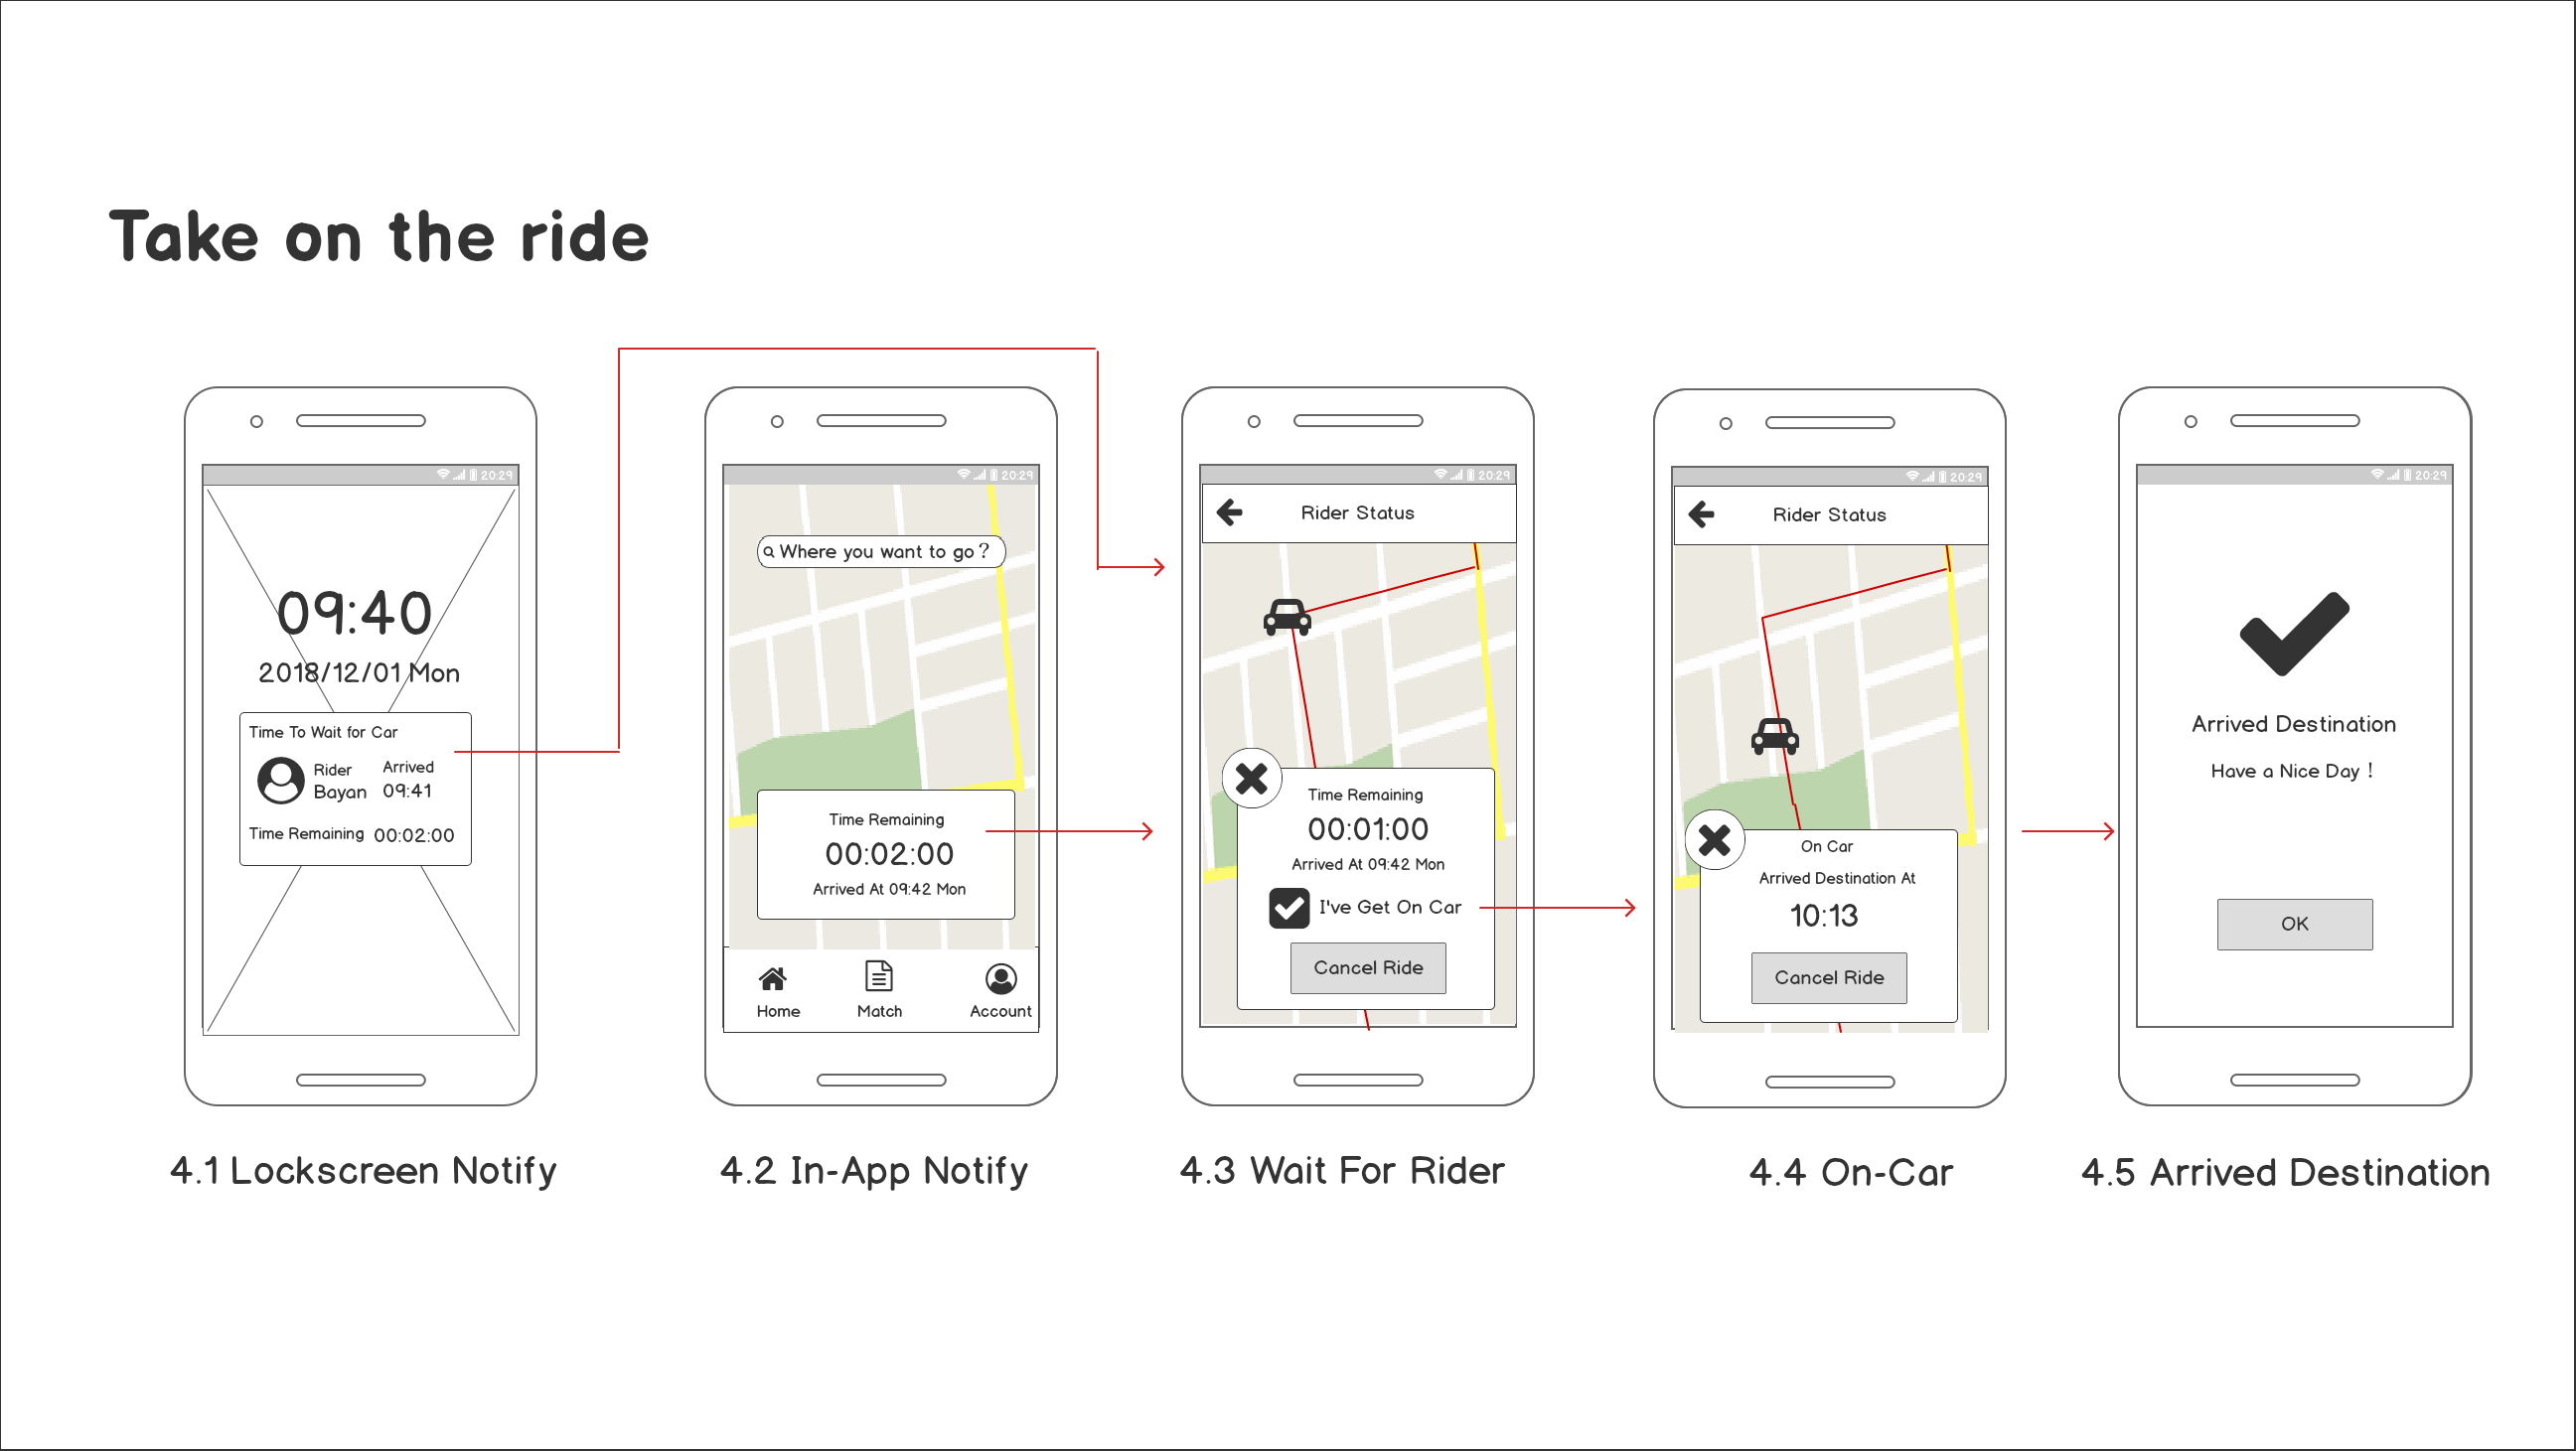 Take on the ride
20:29
09:40
2018/12/01 Mon
Time To Wait for Car
Rider
Bayan
Arrived
09:41
Time Remaining 00:02:00
4.1 Lockscreen Notify
20:29
Where you want to go?
Time Remaining
00:02:00
Arrived At 09:42 Mon
Home
Match
Account
4.2 In-App Notify
20:29
Rider Status
Time Remaining
00:01:00
Arrived At 09:42 Mon
I've Get On Car
Cancel Ride
4.3 Wait For Rider
20:29
Rider Status
On Car
Arrived Destination At
10:13
Cancel Ride
4.4 On-Car
20:29
Arrived Destination
Have a Nice Day !
OK
4.5 Arrived Destination